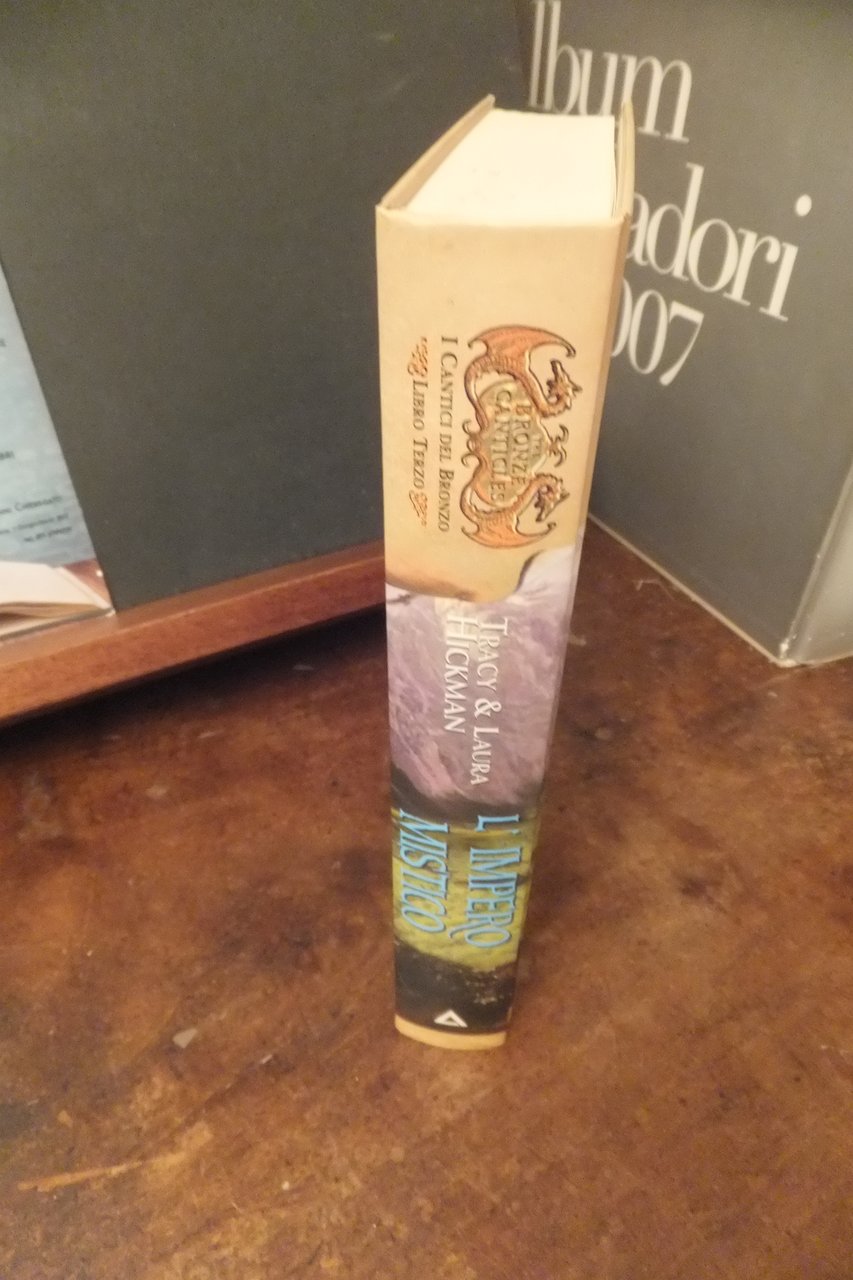 THE
BRONZE
CANTICLES
I CANTICI DEL BRONZO
LIBRO TERZO
TRACY & LAURA
HICKMAN
L'IMPERO
MISTICO
lbum
adori
007